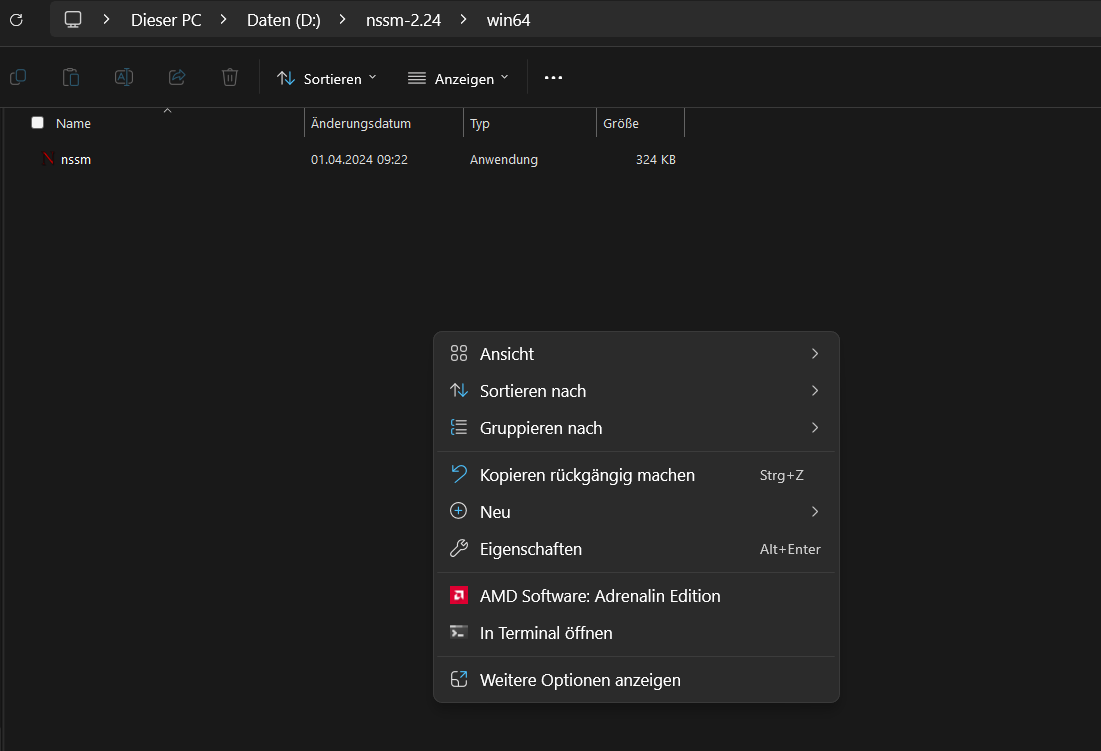 Dieser PC > Daten (D:) > nssm-2.24 > win64
Sortieren Anzeigen
Name Änderungsdatum Typ Größe
nssm 01.04.2024 09:22 Anwendung 324 KB
Ansicht
Sortieren nach
Gruppieren nach
Kopieren rückgängig machen Strg+Z
Neu
Eigenschaften Alt+Enter
AMD Software: Adrenalin Edition
In Terminal öffnen
Weitere Optionen anzeigen